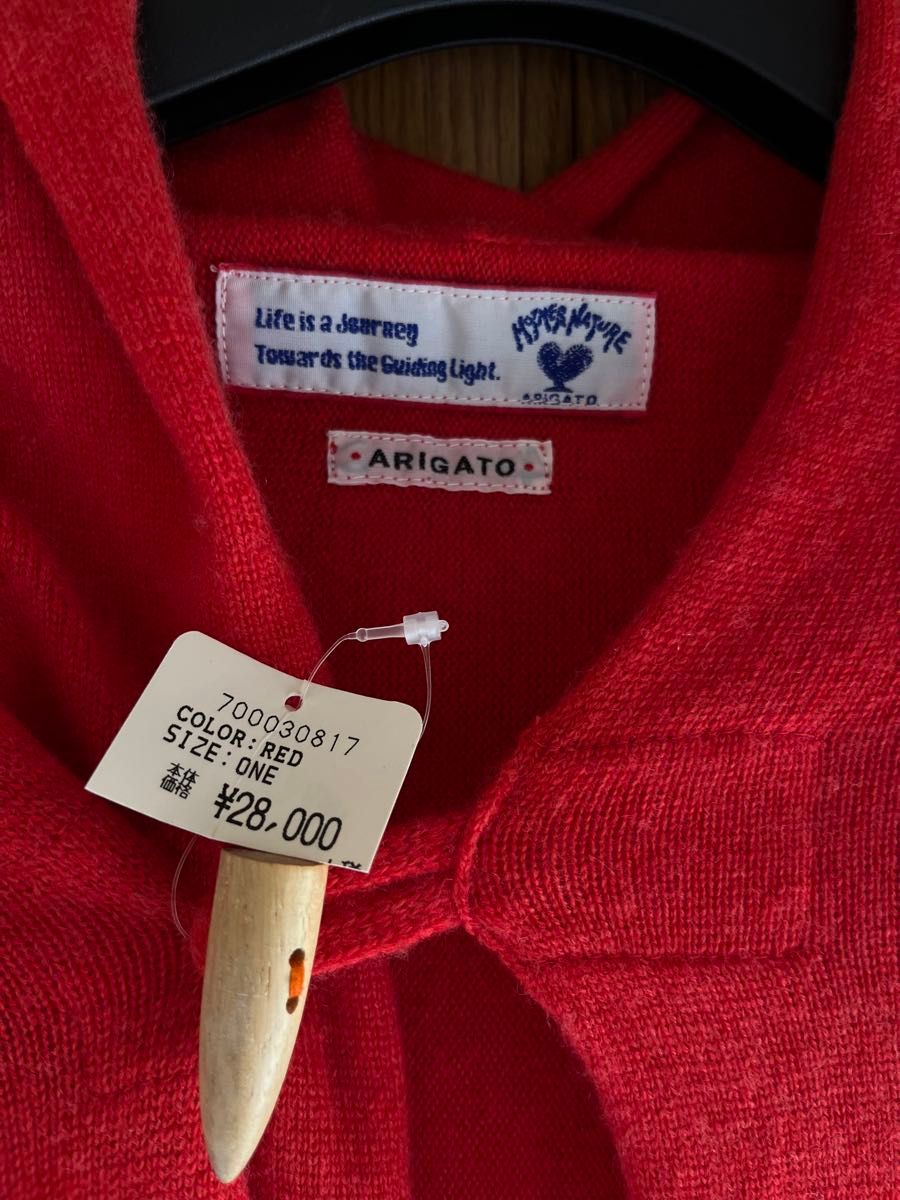 Life is a Journey
Towards the Guiding Light.
MOTHER NATURE
ARIGATO
• ARIGATO •
700030817
COLOR: RED
SIZE: ONE
本体
価格
¥28,000